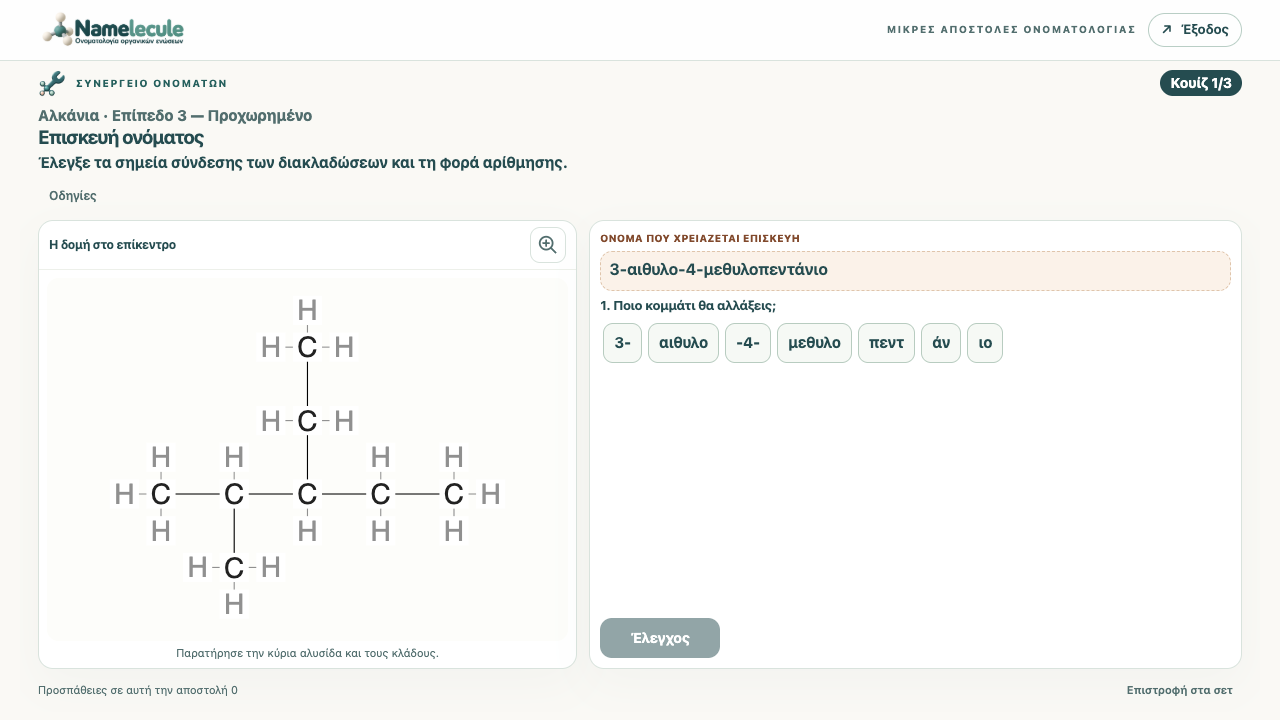 Namelecule
Ονοματολογία οργανικών ενώσεων
ΜΙΚΡΕΣ ΑΠΟΣΤΟΛΕΣ ΟΝΟΜΑΤΟΛΟΓΙΑΣ
Έξοδος
ΣΥΝΕΡΓΕΙΟ ΟΝΟΜΑΤΩΝ
Κουίζ 1/3
Αλκάνια · Επίπεδο 3 — Προχωρημένο
Επισκευή ονόματος
Έλεγξε τα σημεία σύνδεσης των διακλαδώσεων και τη φορά αρίθμησης.
Οδηγίες
Η δομή στο επίκεντρο
H
H C H
H C H
H H H H
H C C C C C H
H H H H
H C H
H
Παρατήρησε την κύρια αλυσίδα και τους κλάδους.
ΟΝΟΜΑ ΠΟΥ ΧΡΕΙΑΖΕΤΑΙ ΕΠΙΣΚΕΥΗ
3-αιθυλο-4-μεθυλοπεντάνιο
1. Ποιο κομμάτι θα αλλάξεις;
3- αιθυλο -4- μεθυλο πεντ άν ιο
Έλεγχος
Προσπάθειες σε αυτή την αποστολή 0
Επιστροφή στα σετ